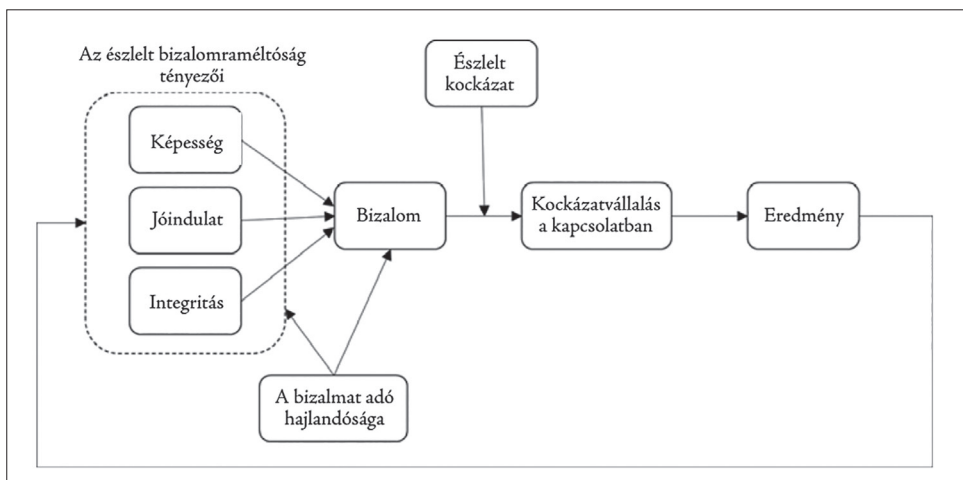 Az észlelt bizalomraméltóság
tényezői
Képesség
Jóindulat
Integritás
Bizalom
Észlelt
kockázat
Kockázatvállalás
a kapcsolatban
Eredmény
A bizalmat adó
hajlandósága